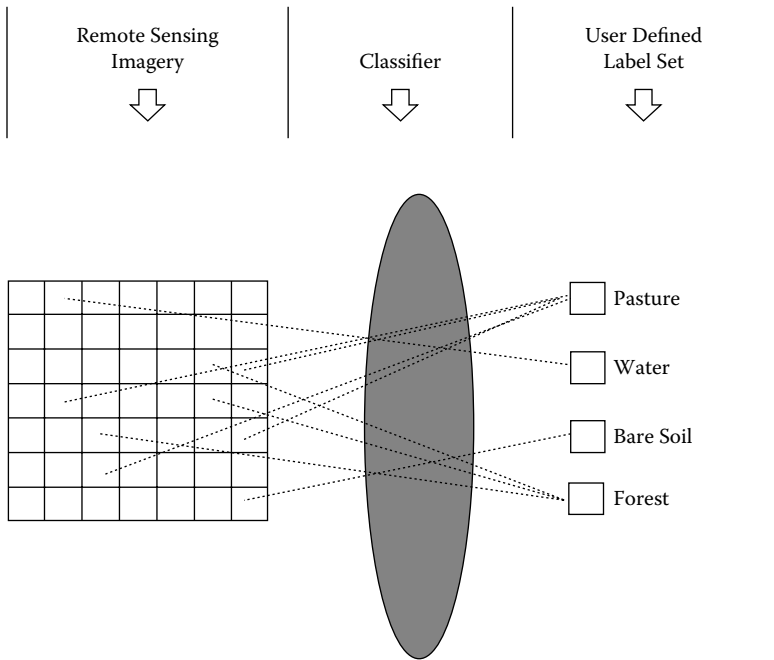 Remote Sensing
Imagery
Classifier
User Defined
Label Set
Pasture
Water
Bare Soil
Forest